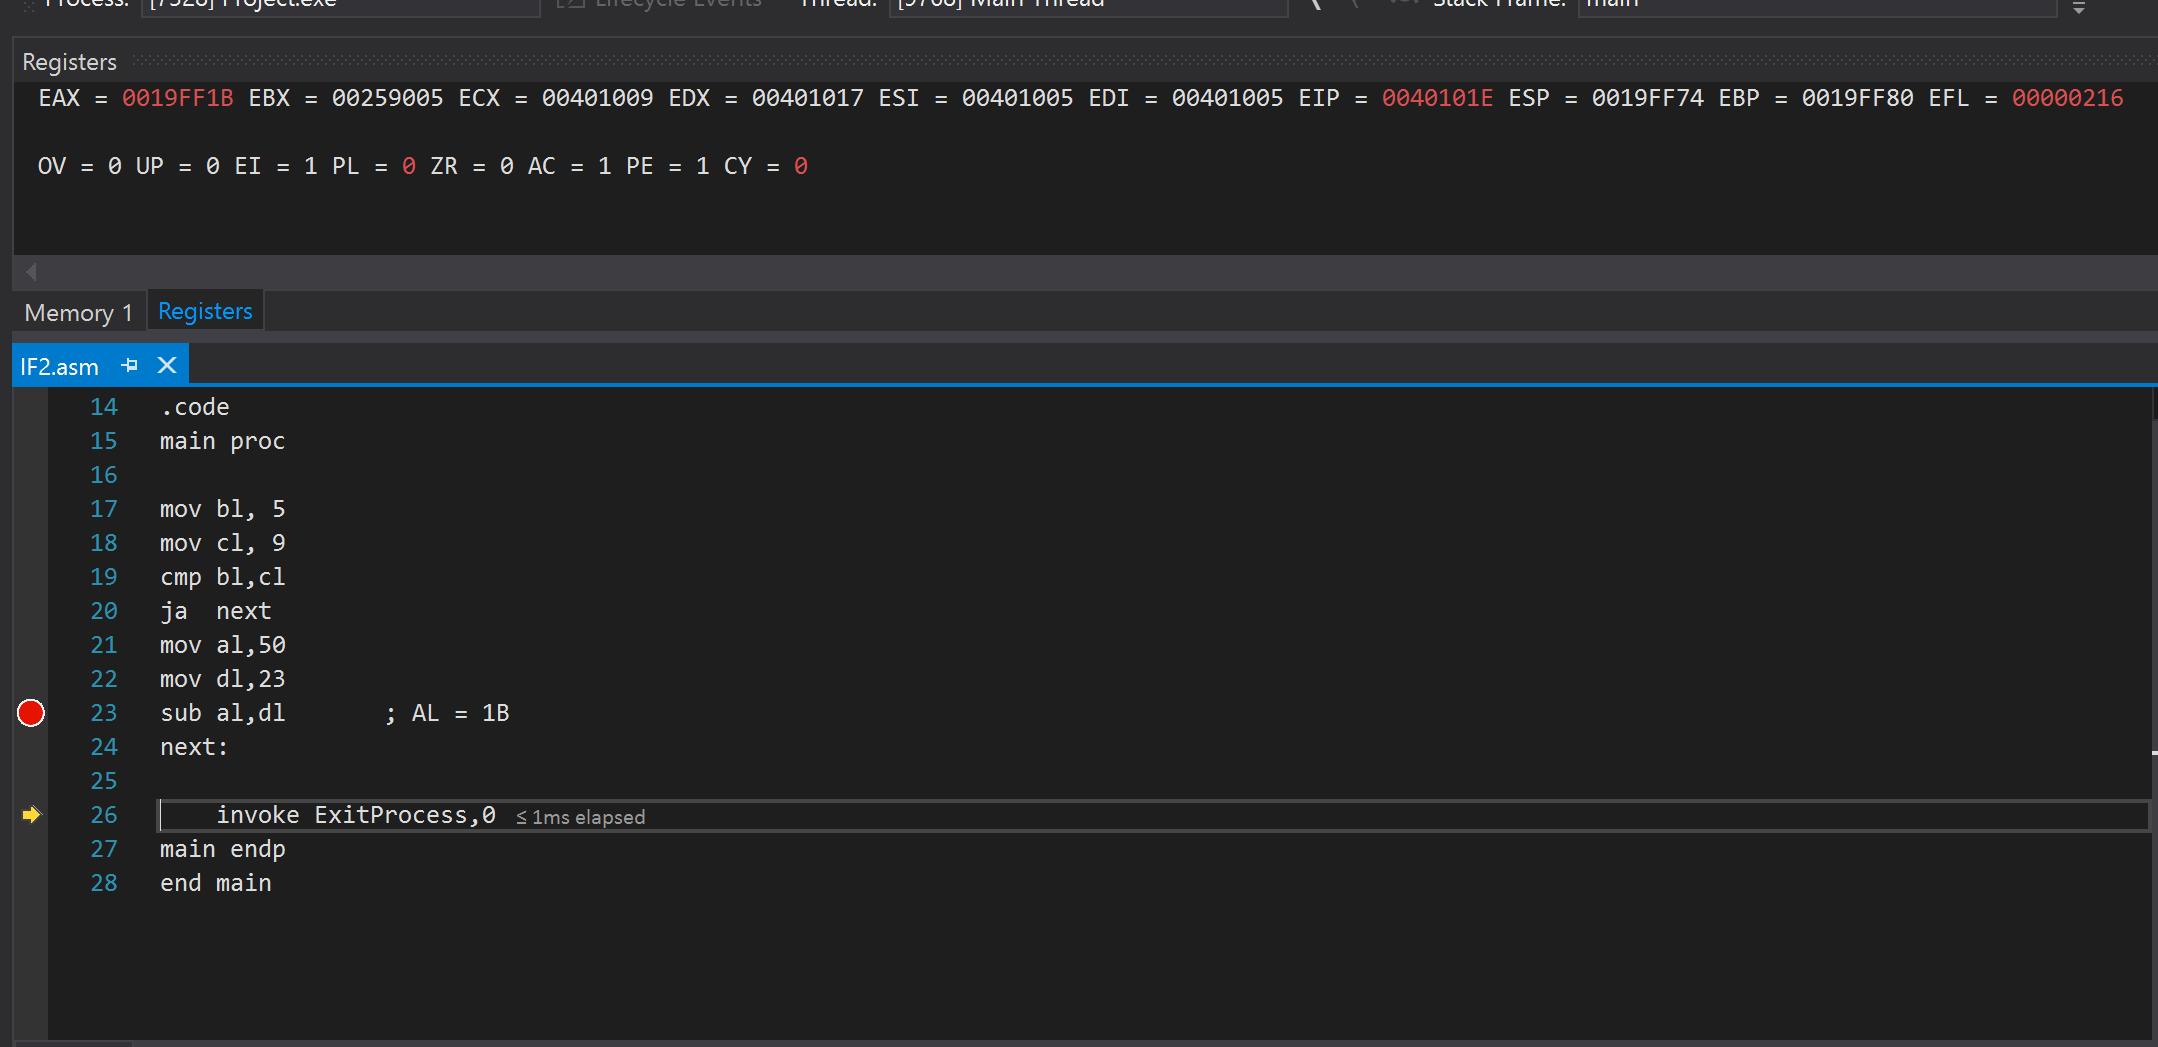 Process: [7528] Project.exe Lifecycle Events Thread: [9768] Main Thread Stack Frame: main
Registers
EAX = 0019FF1B EBX = 00259005 ECX = 00401009 EDX = 00401017 ESI = 00401005 EDI = 00401005 EIP = 0040101E ESP = 0019FF74 EBP = 0019FF80 EFL = 00000216
OV = 0 UP = 0 EI = 1 PL = 0 ZR = 0 AC = 1 PE = 1 CY = 0
Memory 1 Registers
IF2.asm
14 .code
15 main proc
16
17 mov bl, 5
18 mov cl, 9
19 cmp bl,cl
20 ja  next
21 mov al,50
22 mov dl,23
23 sub al,dl       ; AL = 1B
24 next:
25
26     invoke ExitProcess,0 ≤ 1ms elapsed
27 main endp
28 end main